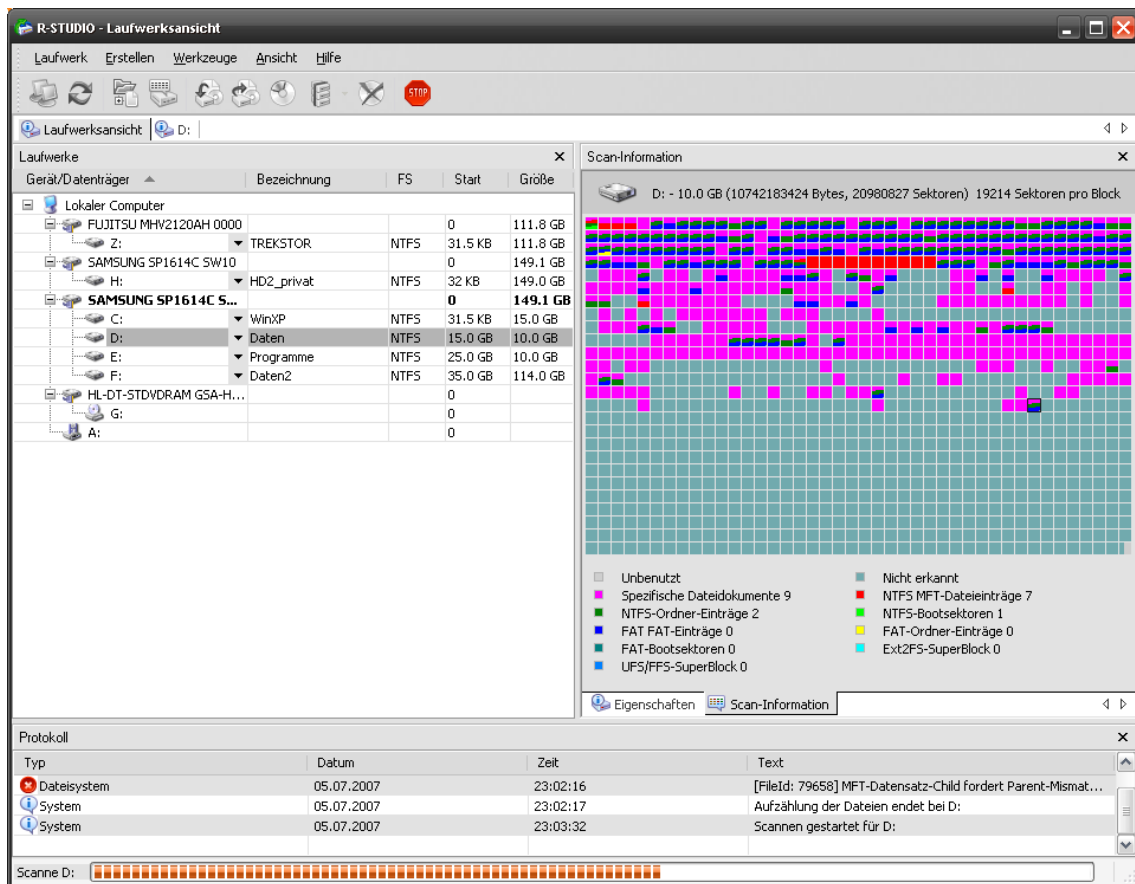 R-STUDIO - Laufwerksansicht
Laufwerk Erstellen Werkzeuge Ansicht Hilfe
STOP
Laufwerksansicht D:
Laufwerke
Gerät/Datenträger Bezeichnung FS Start Größe
Lokaler Computer
FUJITSU MHV2120AH 0000 0 111.8 GB
Z: TREKSTOR NTFS 31.5 KB 111.8 GB
SAMSUNG SP1614C SW10 0 149.1 GB
H: HD2_privat NTFS 32 KB 149.0 GB
SAMSUNG SP1614C S... 0 149.1 GB
C: WinXP NTFS 31.5 KB 15.0 GB
D: Daten NTFS 15.0 GB 10.0 GB
E: Programme NTFS 25.0 GB 10.0 GB
F: Daten2 NTFS 35.0 GB 114.0 GB
HL-DT-STDVDRAM GSA-H... 0
G: 0
A: 0
Scan-Information
D: - 10.0 GB (10742183424 Bytes, 20980827 Sektoren) 19214 Sektoren pro Block
Unbenutzt Nicht erkannt
Spezifische Dateidokumente 9 NTFS MFT-Dateieinträge 7
NTFS-Ordner-Einträge 2 NTFS-Bootsektoren 1
FAT FAT-Einträge 0 FAT-Ordner-Einträge 0
FAT-Bootsektoren 0 Ext2FS-SuperBlock 0
UFS/FFS-SuperBlock 0
Eigenschaften Scan-Information
Protokoll
Typ Datum Zeit Text
Dateisystem 05.07.2007 23:02:16 [FileId: 79658] MFT-Datensatz-Child fordert Parent-Mismat...
System 05.07.2007 23:02:17 Aufzählung der Dateien endet bei D:
System 05.07.2007 23:03:32 Scannen gestartet für D:
Scanne D: